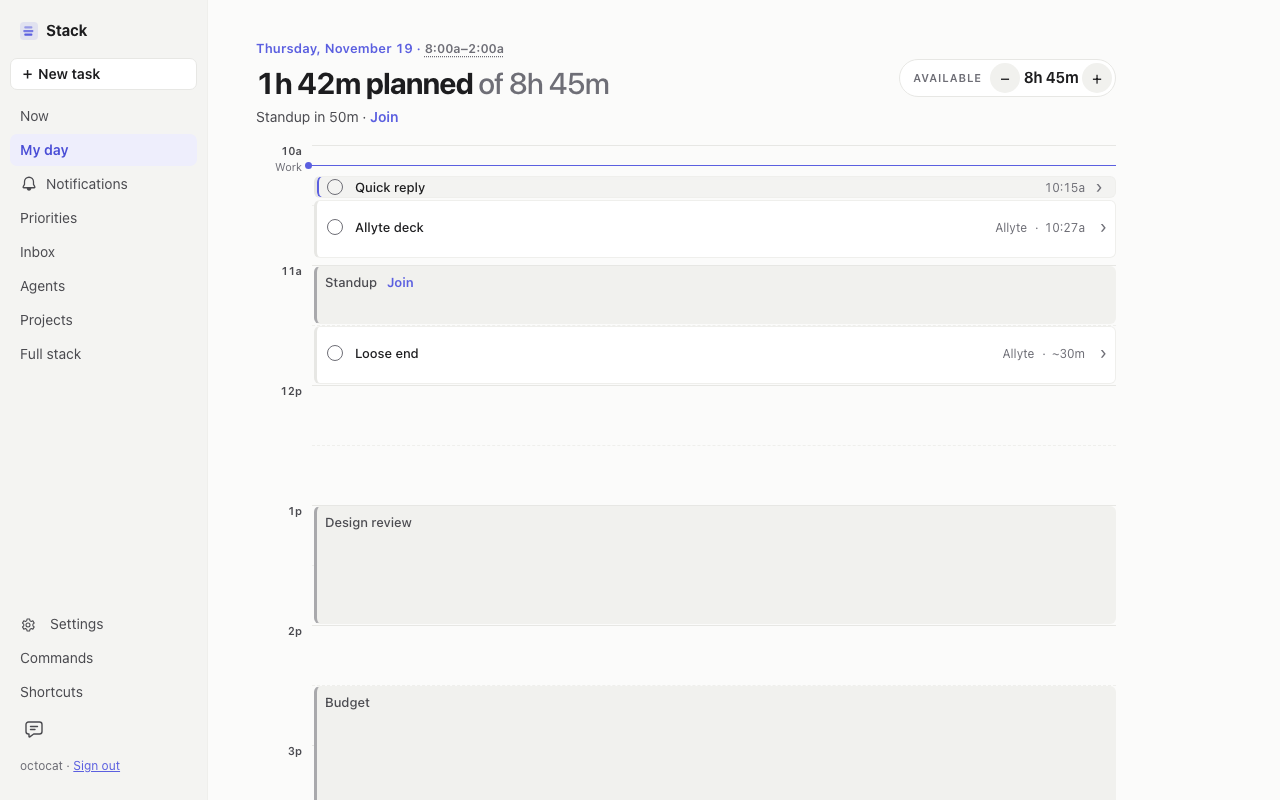 Stack
+ New task
Now
My day
Notifications
Priorities
Inbox
Agents
Projects
Full stack
Settings
Commands
Shortcuts
octocat · Sign out
Thursday, November 19 · 8:00a–2:00a
1h 42m planned of 8h 45m
Standup in 50m · Join
AVAILABLE − 8h 45m +
10a
Work
Quick reply 10:15a
Allyte deck Allyte · 10:27a
11a
Standup Join
Loose end Allyte · ~30m
12p
1p
Design review
2p
Budget
3p